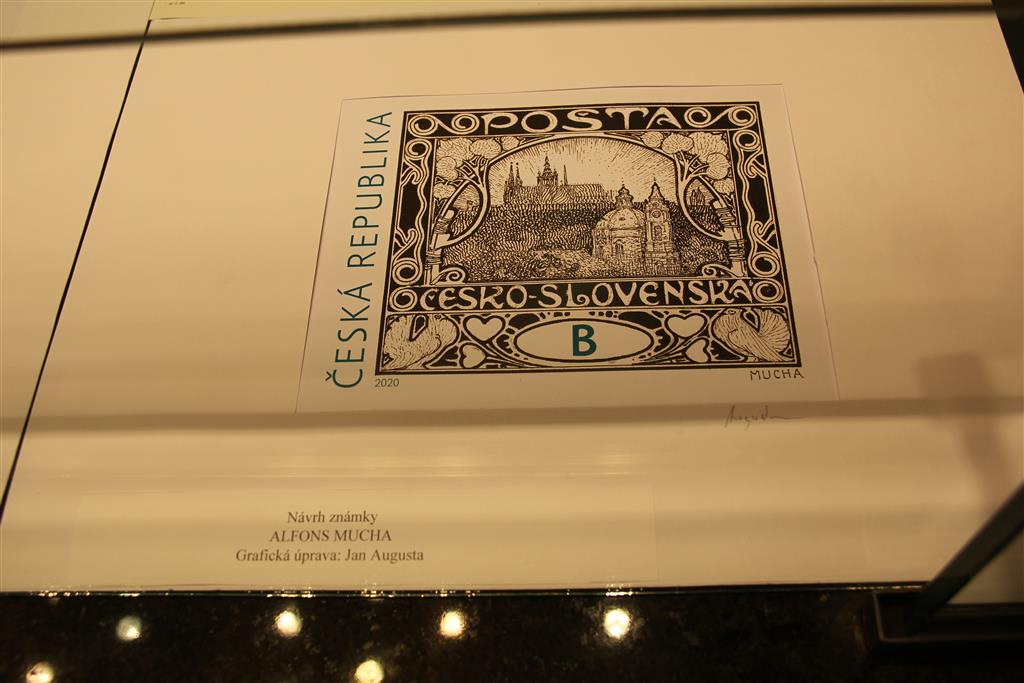 ČESKÁ REPUBLIKA
POSTA
ČESKO-SLOVENSKÁ
B
2020
MUCHA
Návrh známky
ALFONS MUCHA
Grafická úprava: Jan Augusta